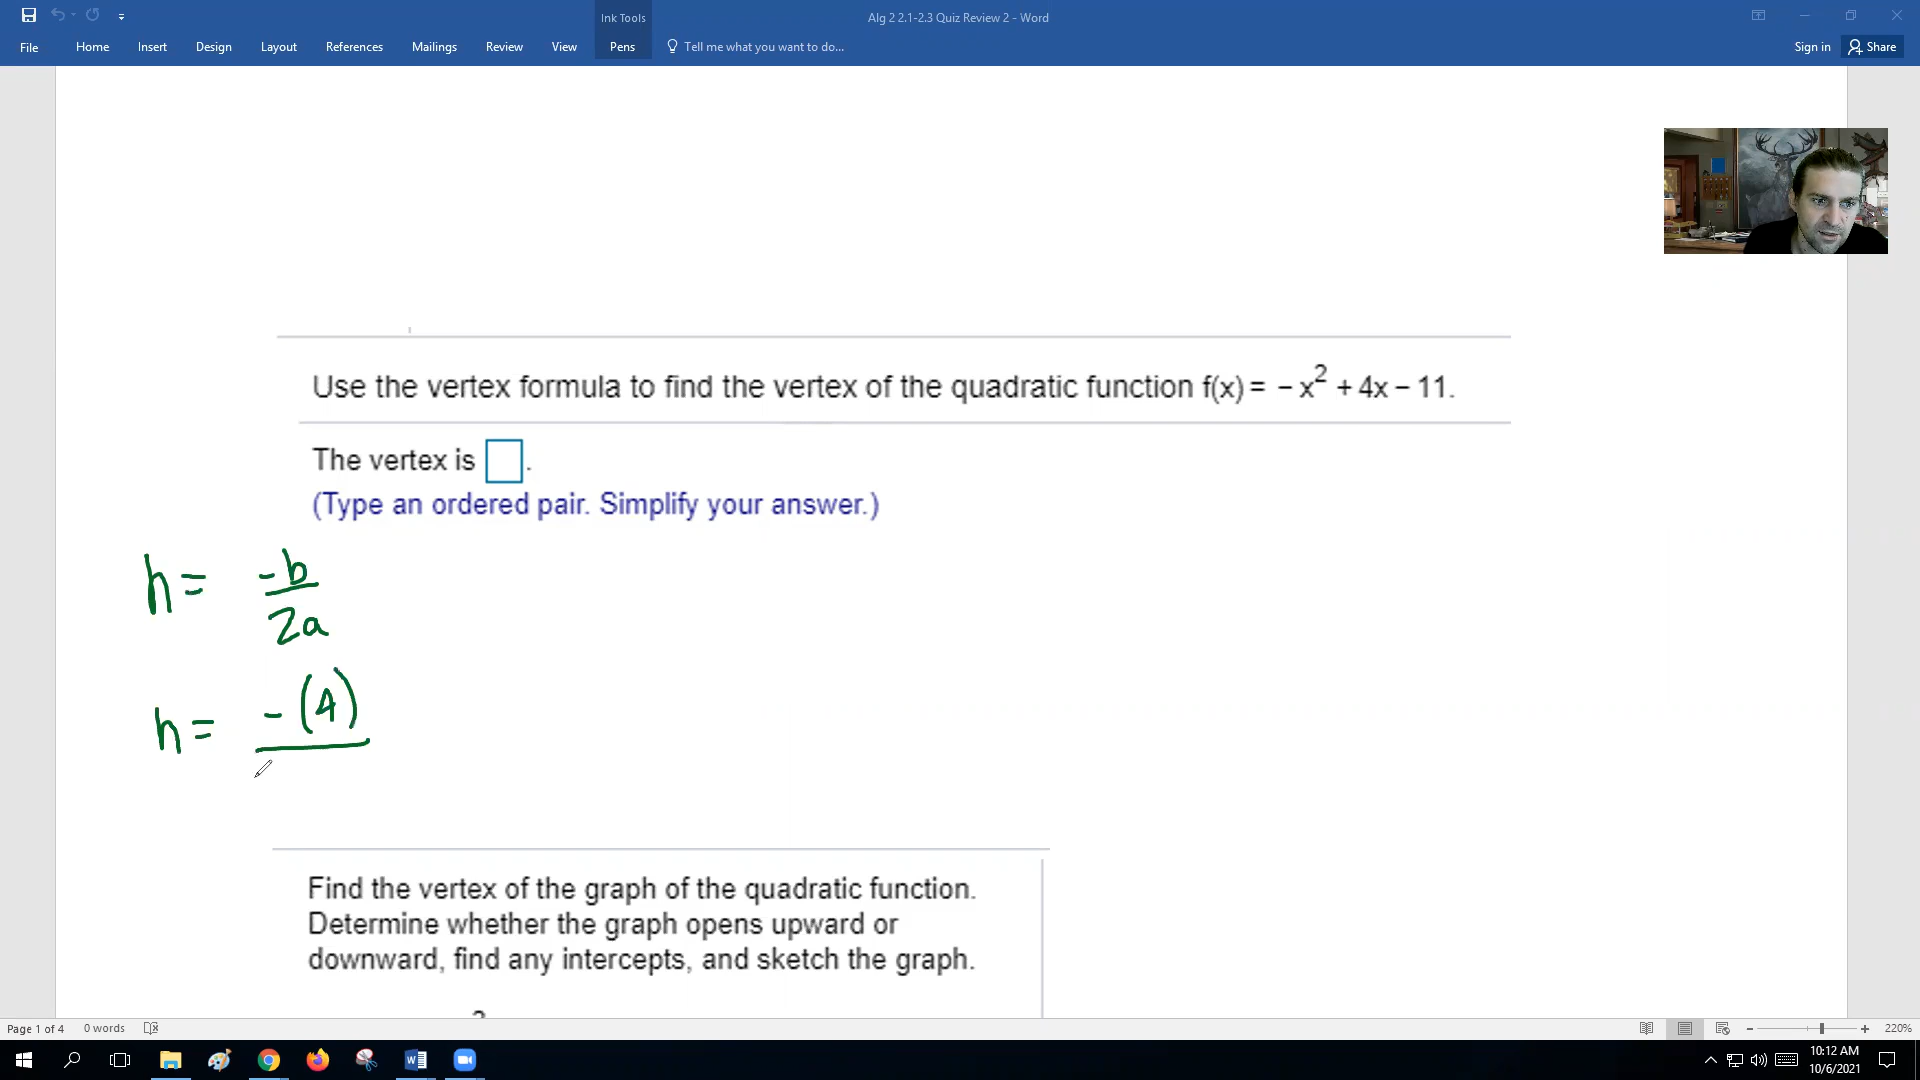 Ink Tools
Alg 2 2.1-2.3 Quiz Review 2 - Word
File Home Insert Design Layout References Mailings Review View Pens Tell me what you want to do... Sign in Share
Use the vertex formula to find the vertex of the quadratic function f(x) = − x² + 4x − 11.
The vertex is .
(Type an ordered pair. Simplify your answer.)
h = -b
2a
h = -(4)
Find the vertex of the graph of the quadratic function.
Determine whether the graph opens upward or
downward, find any intercepts, and sketch the graph.
Page 1 of 4 0 words 220%
10:12 AM
10/6/2021